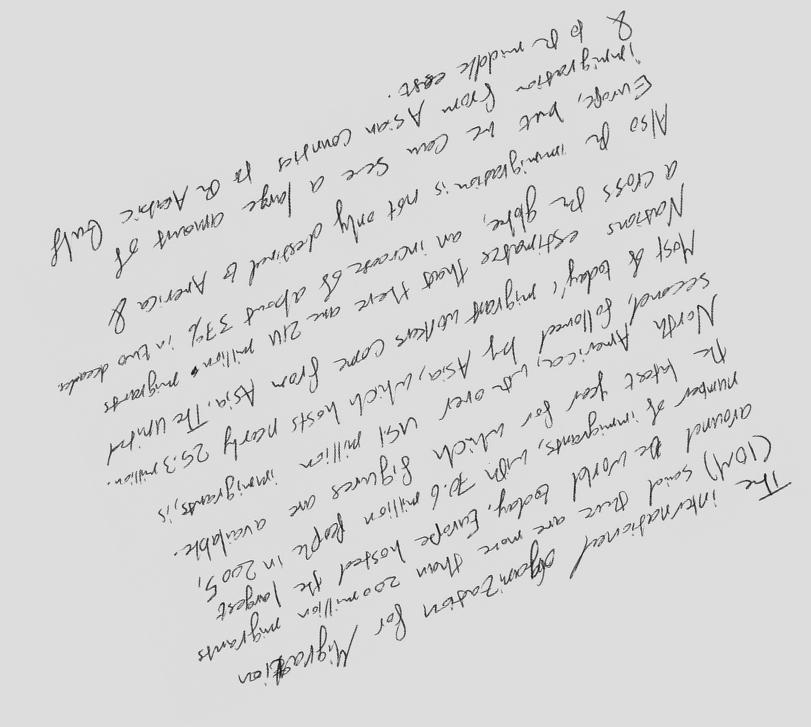 The international organization for Migration
(IOM) said there are more than 200 million migrants
around the world today. Europe hosted the largest
number of immigrants, with 70.6 million people in 2005,
the latest year for which figures are available.
North America, with over 45.1 million immigrants, is
second, followed by Asia, which hosts nearly 25.3 million.
Most of today's migrant workers come from Asia. The United
Nations estimates that there are 214 million migrants
across the globe, an increase of about 37% in two decades.
Also the immigration is not only destined to America &
Europe, but we can see a large amount of
immigration from Asian countries to the Arabic Gulf
& to the middle east.